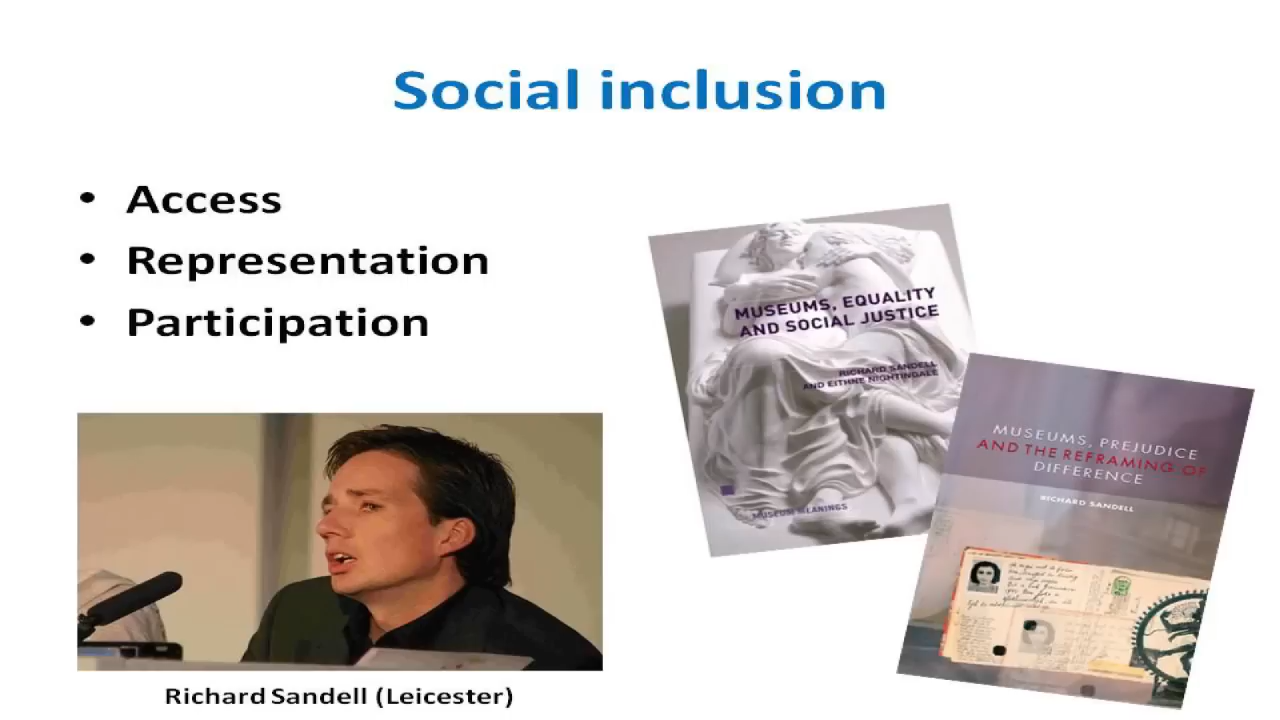 Social inclusion
• Access
• Representation
• Participation
MUSEUMS, EQUALITY
AND SOCIAL JUSTICE
RICHARD SANDELL
AND EITHNE NIGHTINGALE
MUSEUM MEANINGS
MUSEUMS, PREJUDICE
AND THE REFRAMING OF
DIFFERENCE
RICHARD SANDELL
Richard Sandell (Leicester)